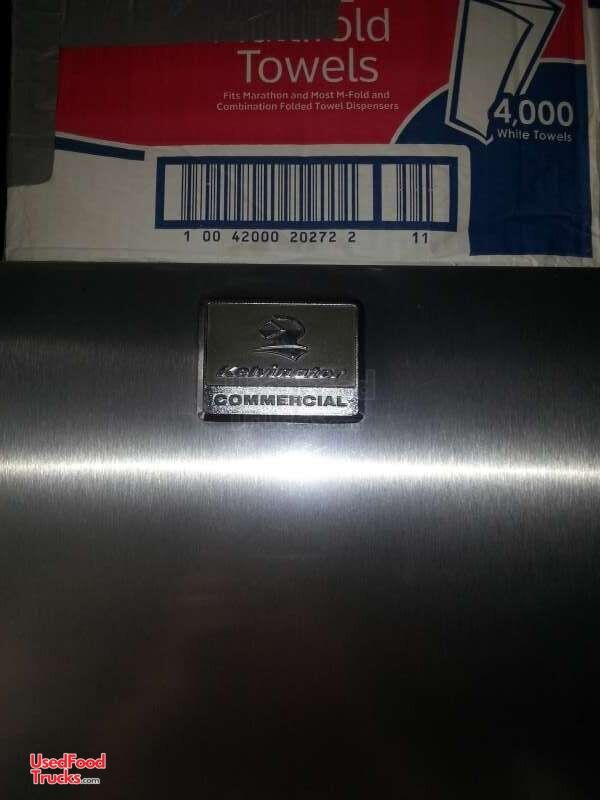 Multifold
Towels
Fits Marathon and Most M-Fold and
Combination Folded Towel Dispensers
4,000
White Towels
1 00 42000 20272 2 11
Kelvinator
COMMERCIAL
UsedFood
Trucks.com